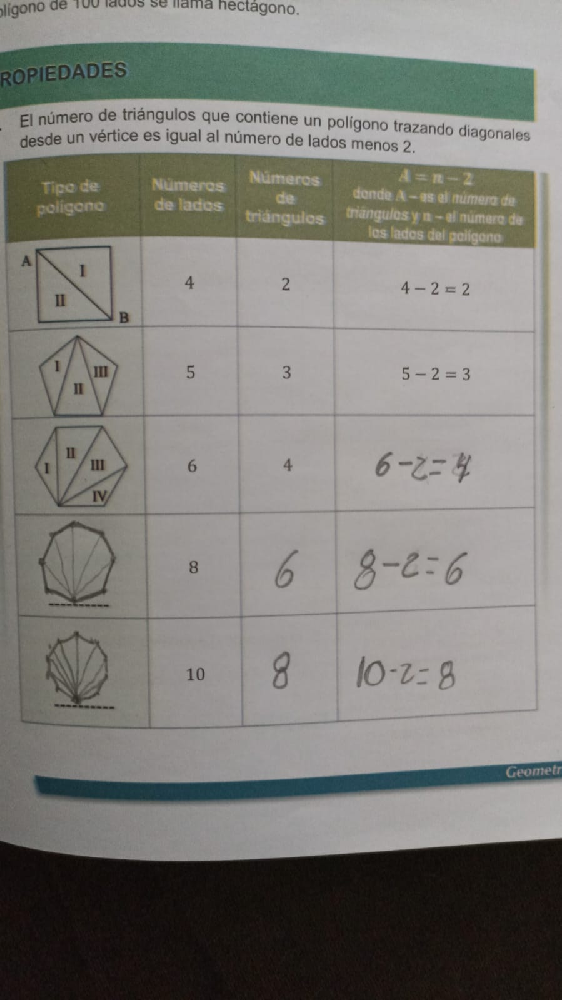 polígono de 100 lados se llama hectágono.
ROPIEDADES
El número de triángulos que contiene un polígono trazando diagonales
desde un vértice es igual al número de lados menos 2.
Tipo de
polígono
Números
de lados
Números
de
triángulos
A = n − 2
donde A – es el número de
triángulos y n – el número de
los lados del polígono
A
I
II
B
4
2
4 − 2 = 2
I
II
III
5
3
5 − 2 = 3
I
II
III
IV
6
4
6 - 2 = 4
8
6
8 - 2 = 6
10
8
10 - 2 = 8
Geometr